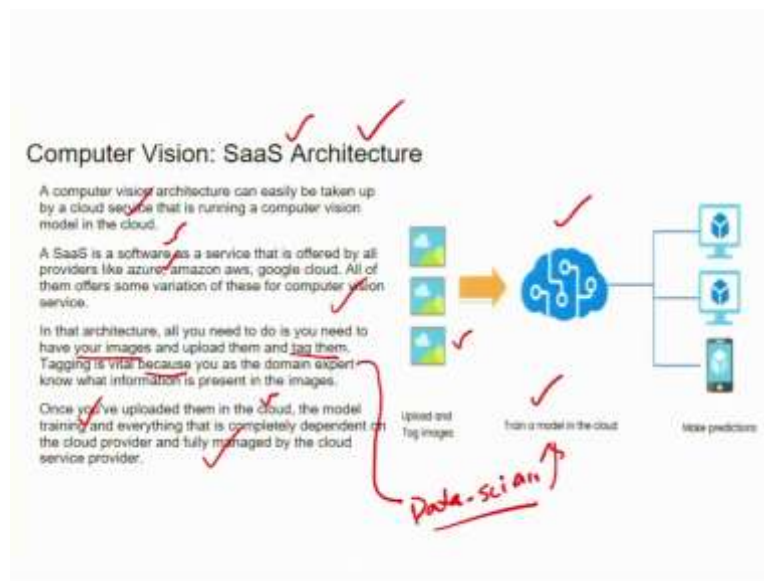 Computer Vision: SaaS Architecture
A computer vision architecture can easily be taken up
by a cloud service that is running a computer vision
model in the cloud.
A SaaS is a software as a service that is offered by all
providers like azure, amazon aws, google cloud. All of
them offers some variation of these for computer vision
service.
In that architecture, all you need to do is you need to
have your images and upload them and tag them.
Tagging is vital because you as the domain expert
know what information is present in the images.
Once you've uploaded them in the cloud, the model
training and everything that is completely dependent on
the cloud provider and fully managed by the cloud
service provider.
Upload and
Tag images
Train a model in the cloud
Make predictions
Data-scian